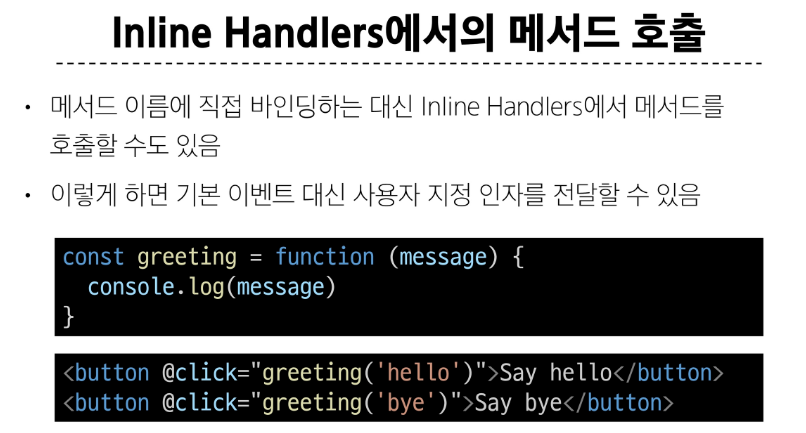 Inline Handlers에서의 메서드 호출
• 메서드 이름에 직접 바인딩하는 대신 Inline Handlers에서 메서드를
호출할 수도 있음
• 이렇게 하면 기본 이벤트 대신 사용자 지정 인자를 전달할 수 있음
const greeting = function (message) {
  console.log(message)
}
<button @click="greeting('hello')">Say hello</button>
<button @click="greeting('bye')">Say bye</button>